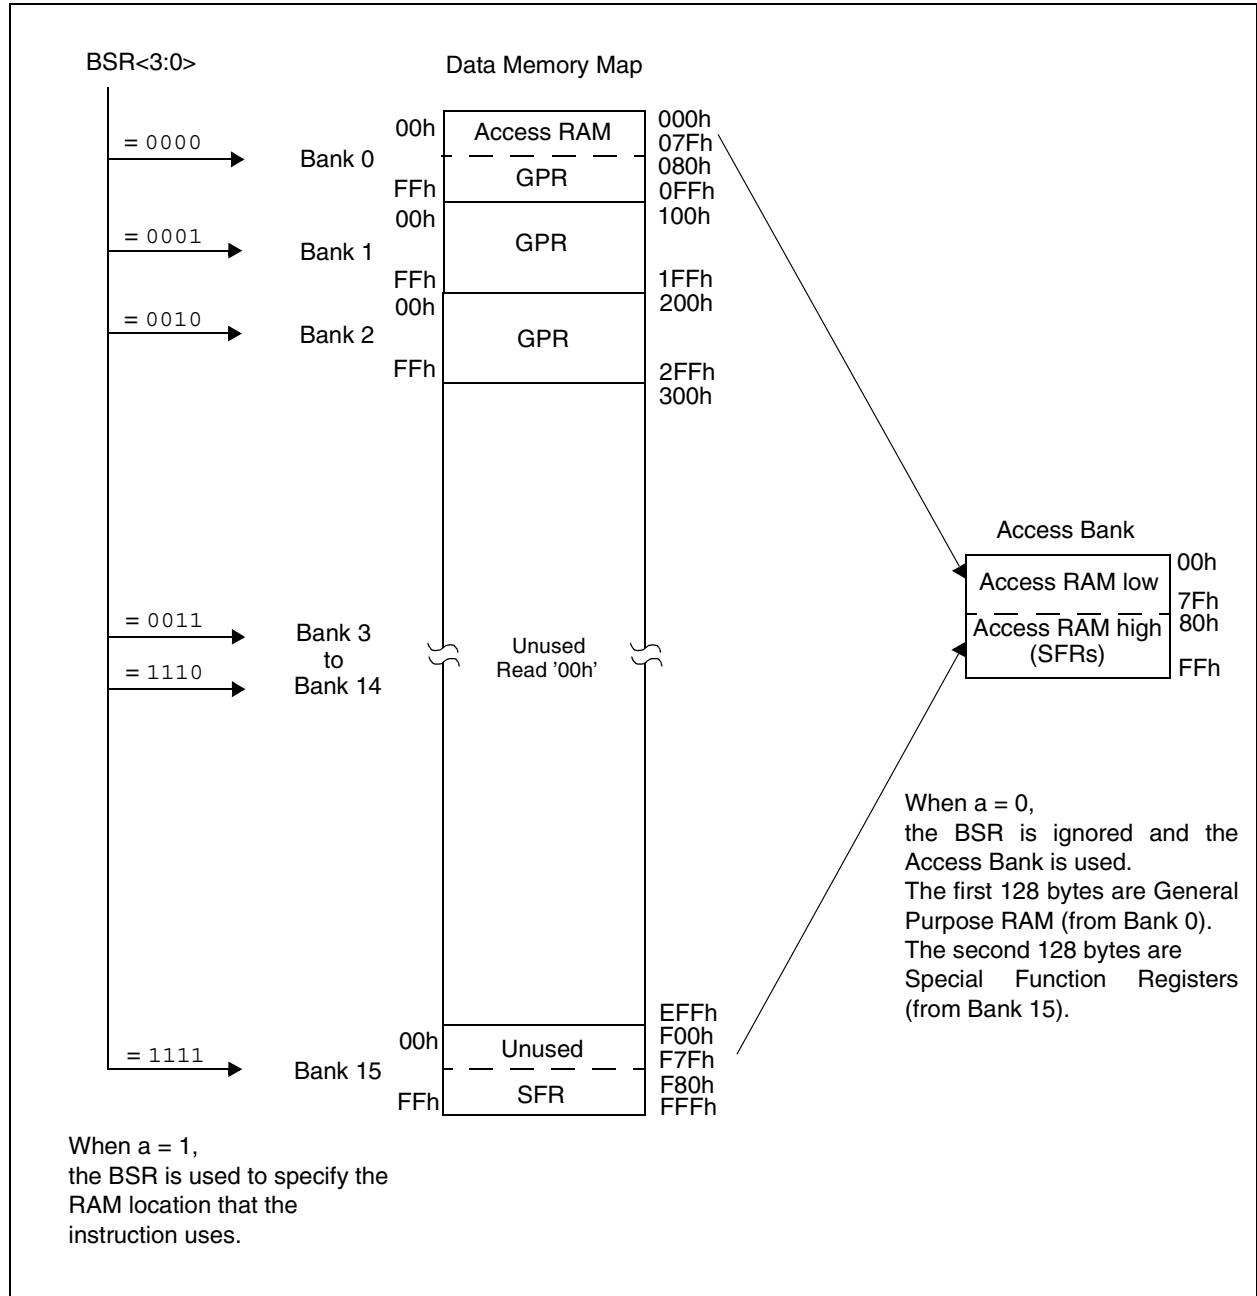 BSR<3:0>
Data Memory Map
= 0000
Bank 0
00h
Access RAM
000h
07Fh
080h
GPR
FFh
0FFh
= 0001
Bank 1
00h
GPR
100h
FFh
1FFh
= 0010
Bank 2
00h
GPR
200h
FFh
2FFh
300h
= 0011
= 1110
Bank 3
to
Bank 14
Unused
Read '00h'
Access Bank
Access RAM low
00h
7Fh
Access RAM high
(SFRs)
80h
FFh
When a = 0,
the BSR is ignored and the
Access Bank is used.
The first 128 bytes are General
Purpose RAM (from Bank 0).
The second 128 bytes are
Special Function Registers
(from Bank 15).
EFFh
= 1111
Bank 15
00h
Unused
F00h
F7Fh
F80h
FFh
SFR
FFFh
When a = 1,
the BSR is used to specify the
RAM location that the
instruction uses.